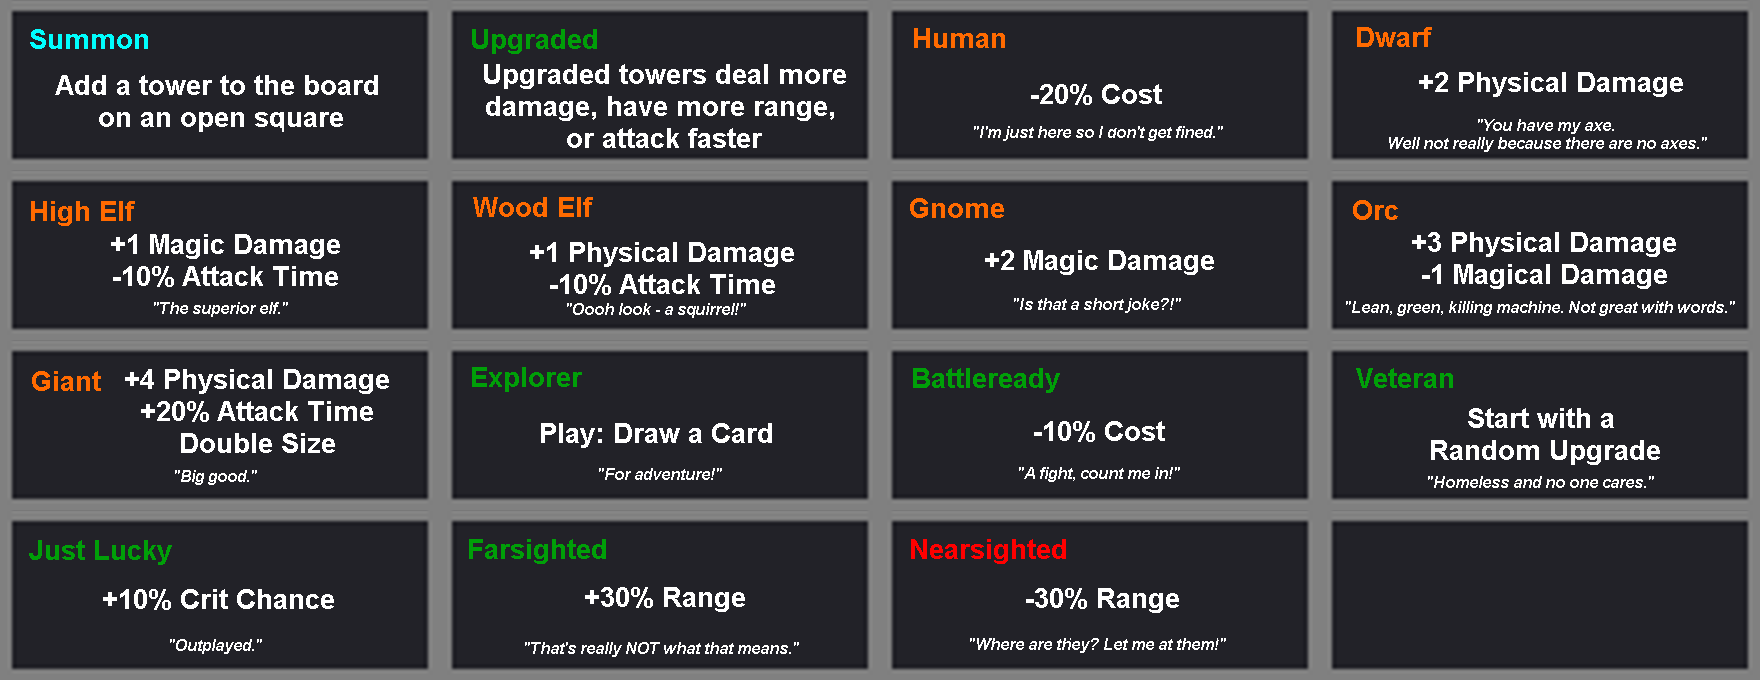 Summon
Add a tower to the board
on an open square
Upgraded
Upgraded towers deal more
damage, have more range,
or attack faster
Human
-20% Cost
"I'm just here so I don't get fined."
Dwarf
+2 Physical Damage
"You have my axe.
Well not really because there are no axes."
High Elf
+1 Magic Damage
-10% Attack Time
"The superior elf."
Wood Elf
+1 Physical Damage
-10% Attack Time
"Oooh look - a squirrel!"
Gnome
+2 Magic Damage
"Is that a short joke?!"
Orc
+3 Physical Damage
-1 Magical Damage
"Lean, green, killing machine. Not great with words."
Giant
+4 Physical Damage
+20% Attack Time
Double Size
"Big good."
Explorer
Play: Draw a Card
"For adventure!"
Battleready
-10% Cost
"A fight, count me in!"
Veteran
Start with a
Random Upgrade
"Homeless and no one cares."
Just Lucky
+10% Crit Chance
"Outplayed."
Farsighted
+30% Range
"That's really NOT what that means."
Nearsighted
-30% Range
"Where are they? Let me at them!"